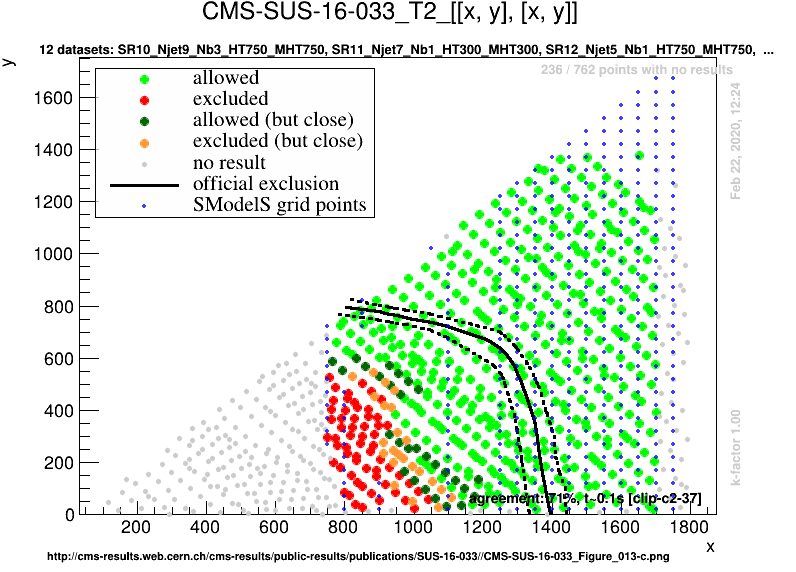 CMS-SUS-16-033_T2_[[x, y], [x, y]]
12 datasets: SR10_Njet9_Nb3_HT750_MHT750, SR11_Njet7_Nb1_HT300_MHT300, SR12_Njet5_Nb1_HT750_MHT750, ...
y
236 / 762 points with no results
allowed
excluded
allowed (but close)
excluded (but close)
no result
official exclusion
SModelS grid points
Feb 22, 2020, 12:24
k-factor 1.00
1600
1400
1200
1000
800
600
400
200
0
agreement: 71%, t~0.1s [clip-c2-37]
200 400 600 800 1000 1200 1400 1600 1800
x
http://cms-results.web.cern.ch/cms-results/public-results/publications/SUS-16-033//CMS-SUS-16-033_Figure_013-c.png